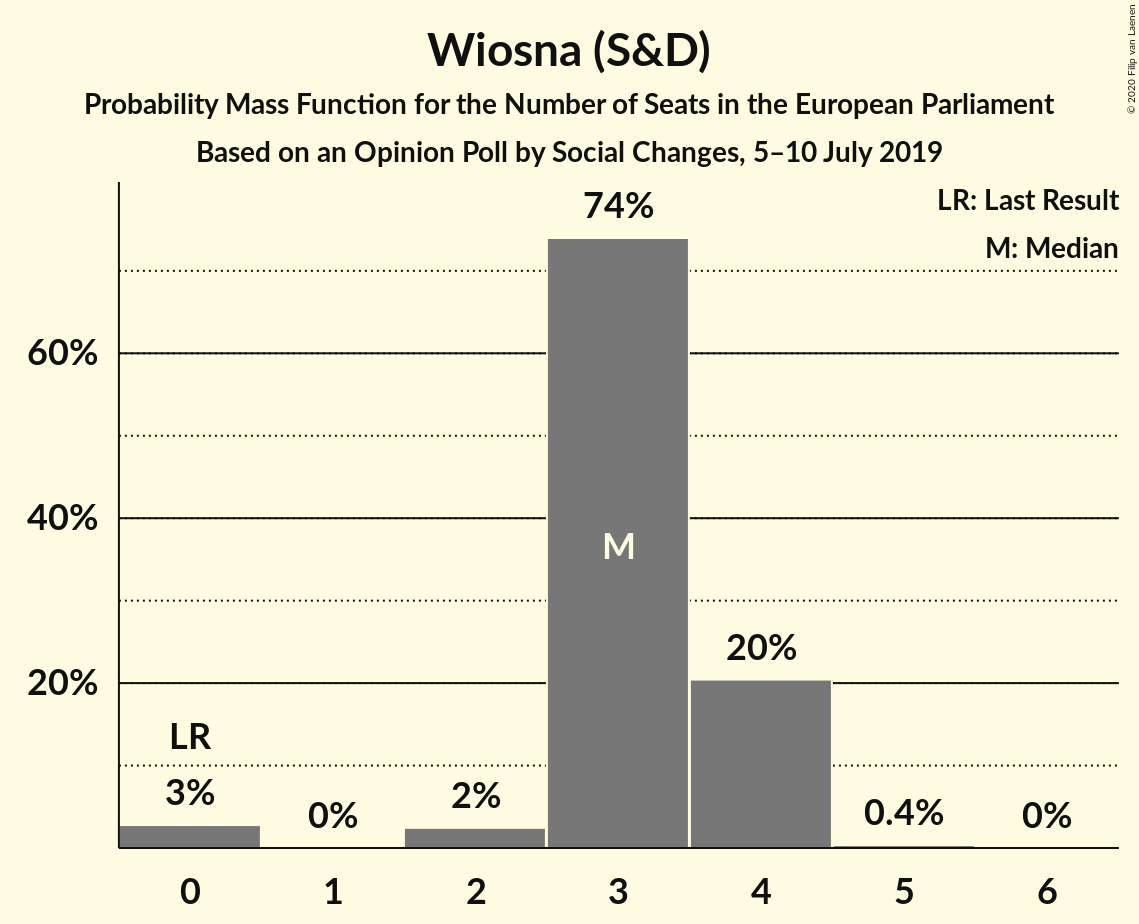 Wiosna (S&D)
Probability Mass Function for the Number of Seats in the European Parliament
Based on an Opinion Poll by Social Changes, 5–10 July 2019
© 2020 Filip van Laenen
LR: Last Result
M: Median
74%
60%
40%
M
20%
20%
LR
3%
0%
2%
0.4%
0%
0 1 2 3 4 5 6